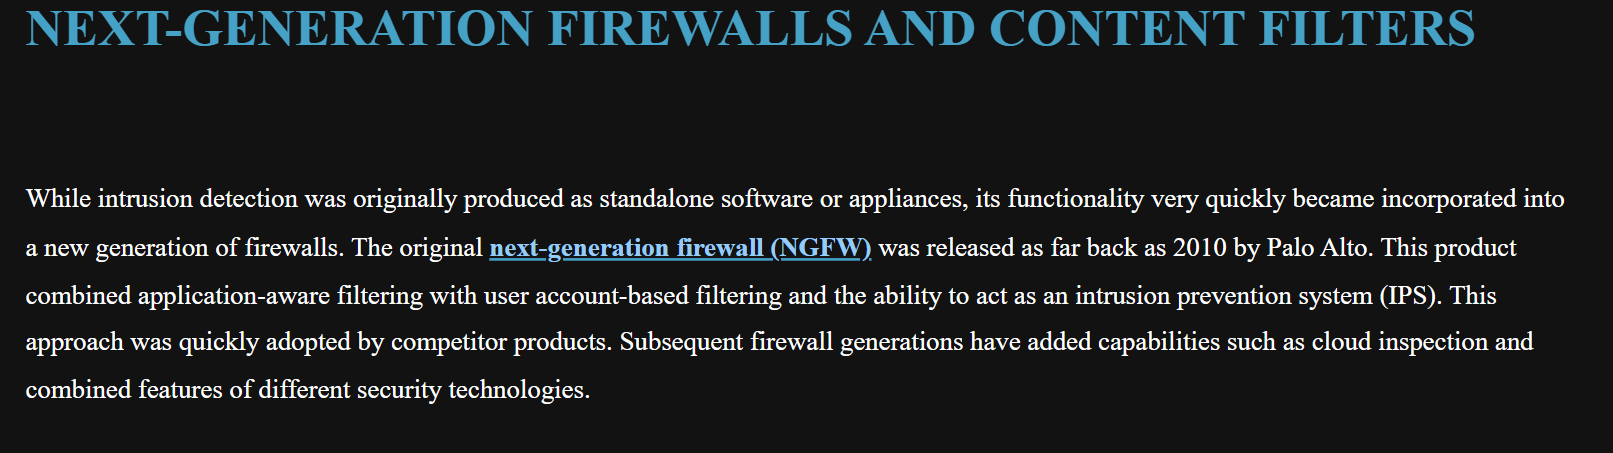 NEXT-GENERATION FIREWALLS AND CONTENT FILTERS
While intrusion detection was originally produced as standalone software or appliances, its functionality very quickly became incorporated into
a new generation of firewalls. The original next-generation firewall (NGFW) was released as far back as 2010 by Palo Alto. This product
combined application-aware filtering with user account-based filtering and the ability to act as an intrusion prevention system (IPS). This
approach was quickly adopted by competitor products. Subsequent firewall generations have added capabilities such as cloud inspection and
combined features of different security technologies.